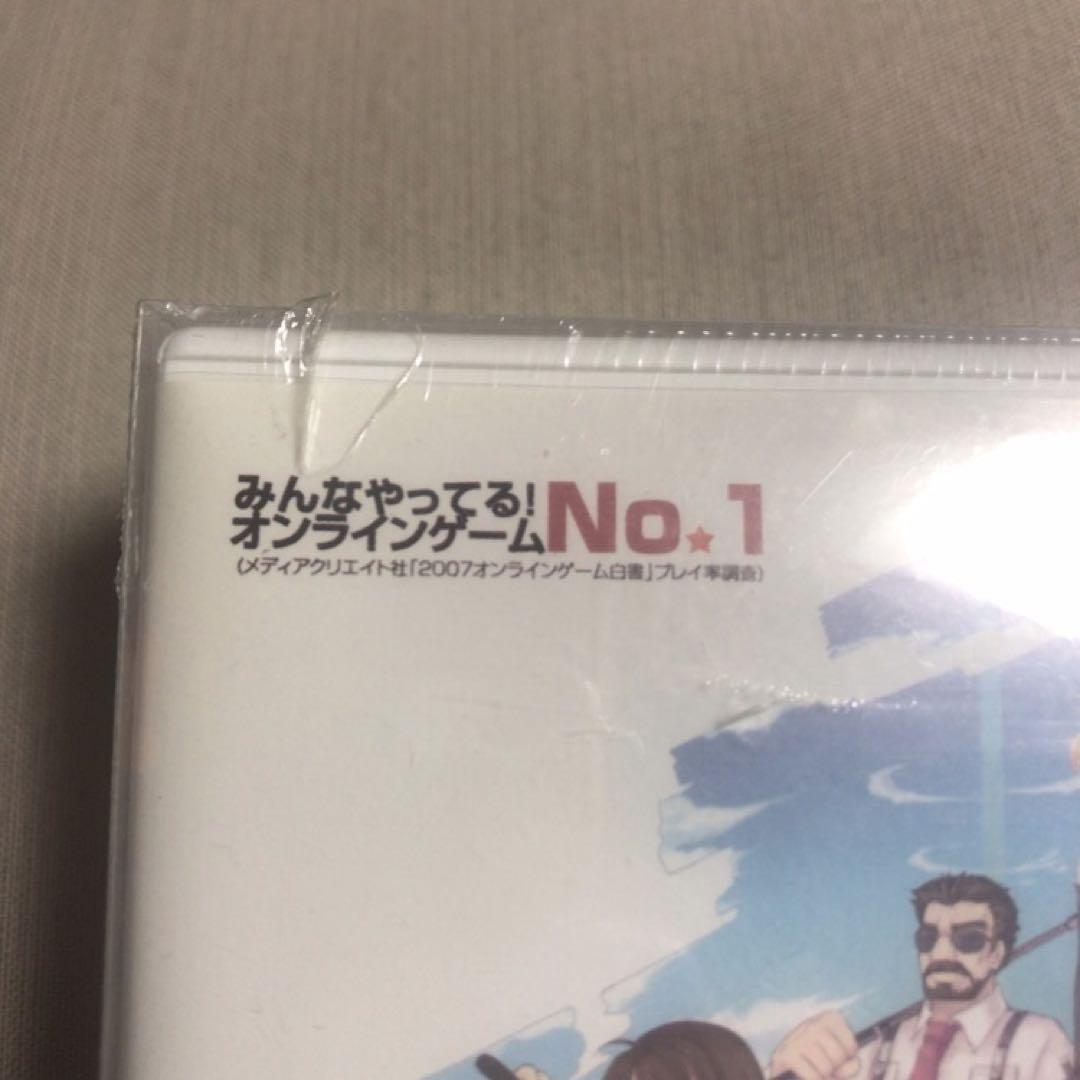 みんなやってる!
オンラインゲームNo.1
(メディアクリエイト社「2007オンラインゲーム白書」プレイ率調査)